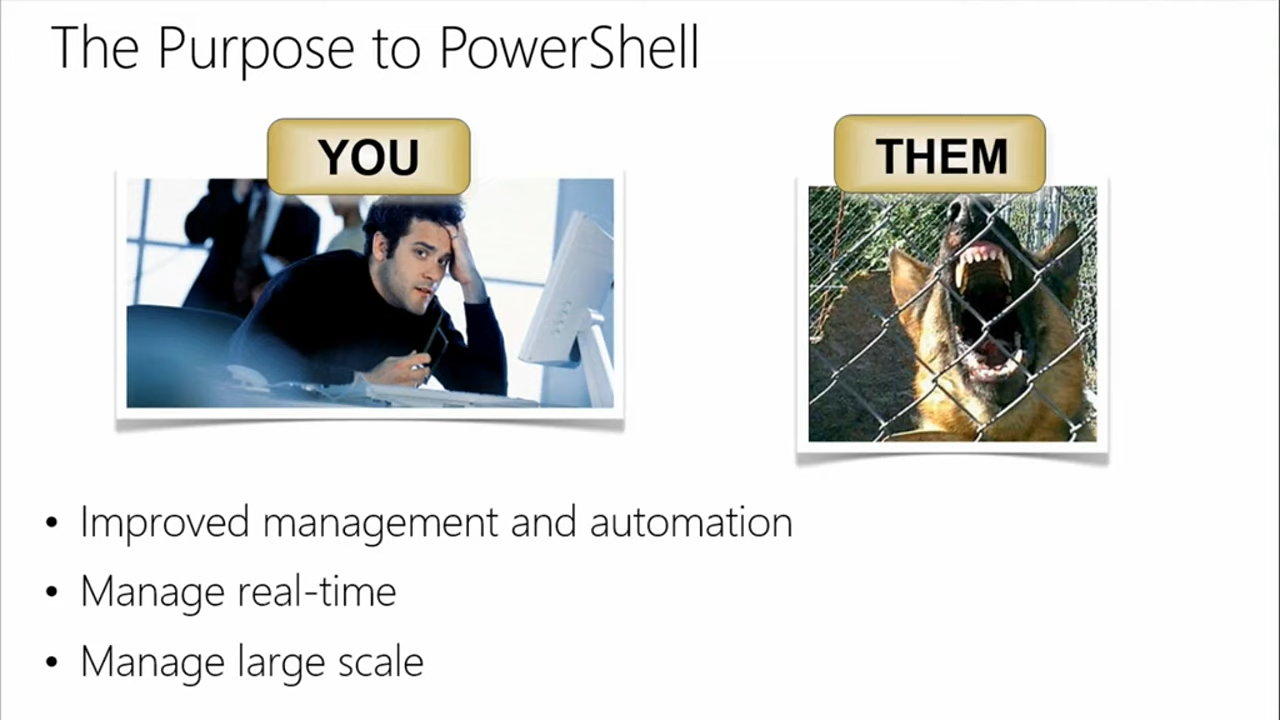 The Purpose to PowerShell
YOU
THEM
• Improved management and automation
• Manage real-time
• Manage large scale